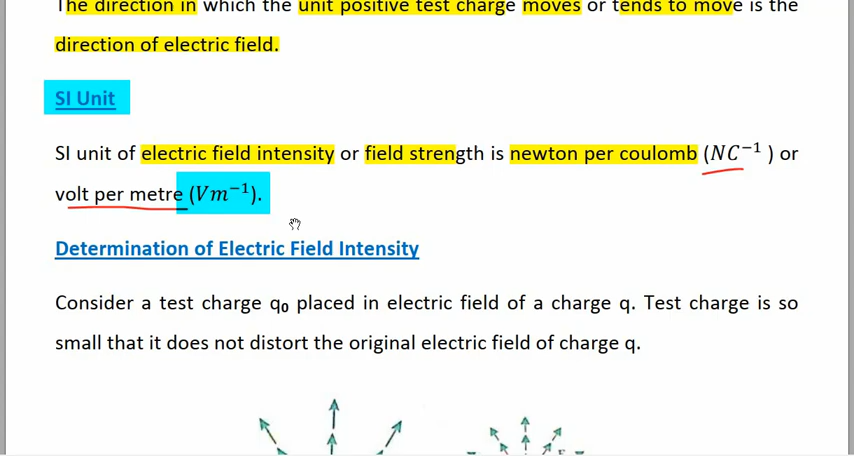 The direction in which the unit positive test charge moves or tends to move is the
direction of electric field.
SI Unit
SI unit of electric field intensity or field strength is newton per coulomb (NC⁻¹ ) or
volt per metre (Vm⁻¹).
Determination of Electric Field Intensity
Consider a test charge q₀ placed in electric field of a charge q. Test charge is so
small that it does not distort the original electric field of charge q.